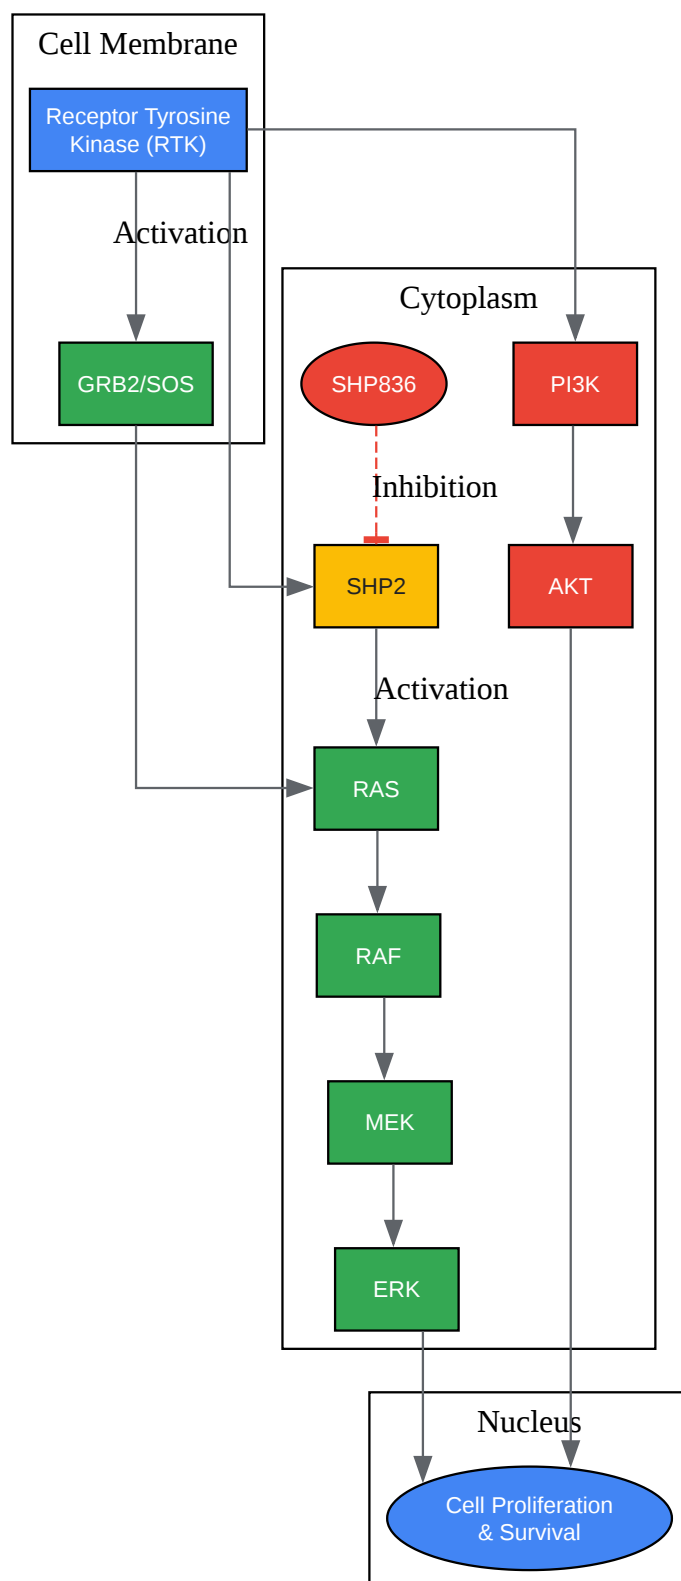 Cell Membrane
Receptor Tyrosine
Kinase (RTK)
Activation
Cytoplasm
GRB2/SOS
SHP836
PI3K
Inhibition
SHP2
AKT
Activation
RAS
RAF
MEK
ERK
Nucleus
Cell Proliferation
& Survival